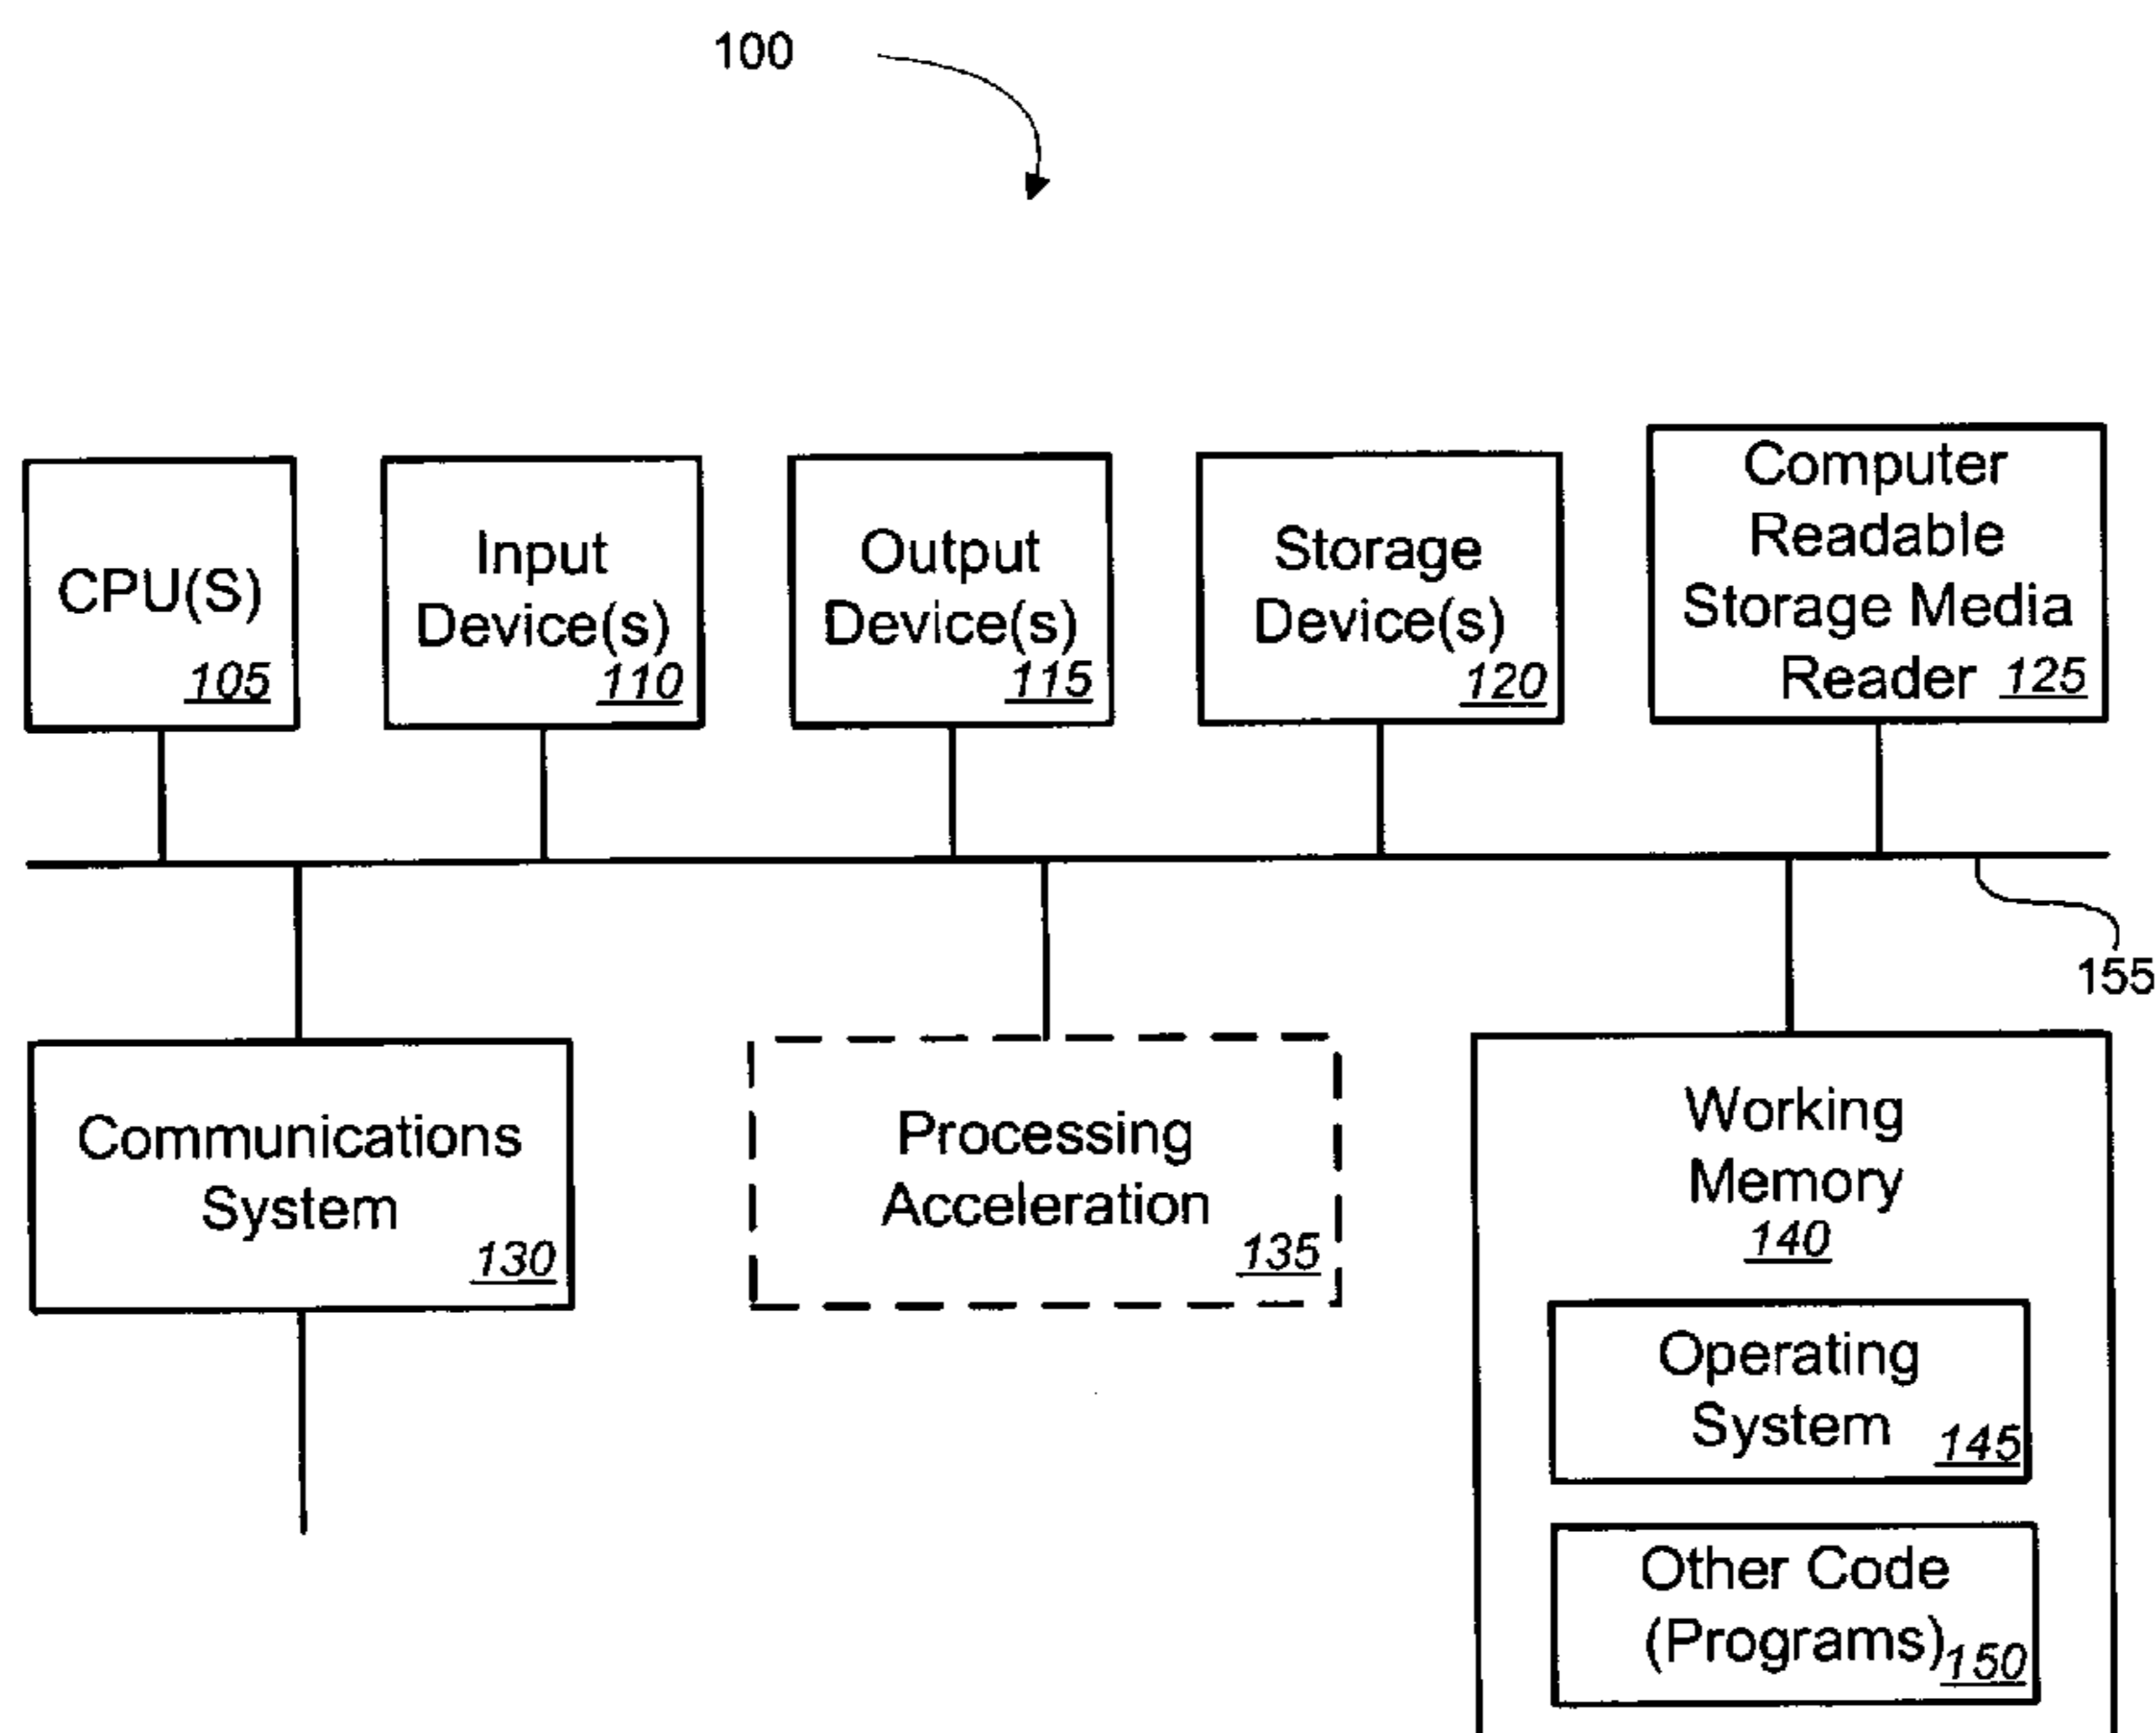 100
CPU(S)
105
Input
Device(s)
110
Output
Device(s)
115
Storage
Device(s)
120
Computer
Readable
Storage Media
Reader 125
155
Communications
System
130
Processing
Acceleration
135
Working
Memory
140
Operating
System
145
Other Code
(Programs)
150